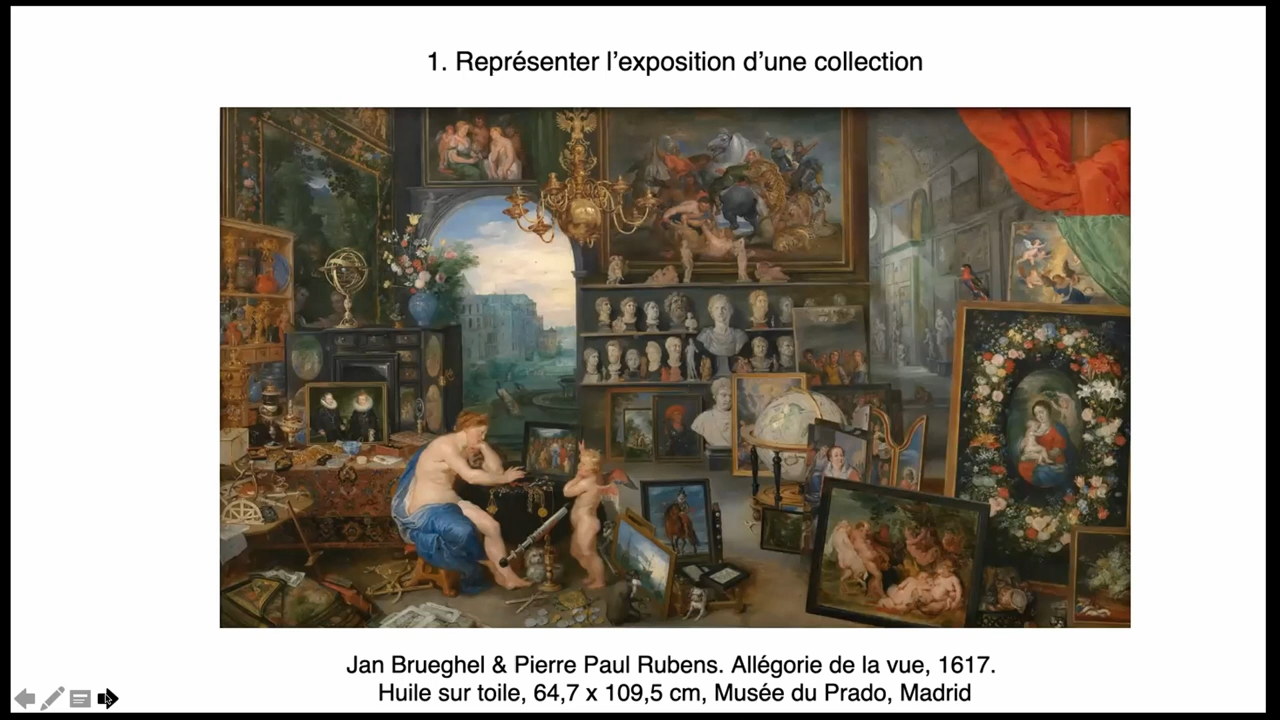 1. Représenter l’exposition d’une collection
Jan Brueghel & Pierre Paul Rubens. Allégorie de la vue, 1617.
Huile sur toile, 64,7 x 109,5 cm, Musée du Prado, Madrid